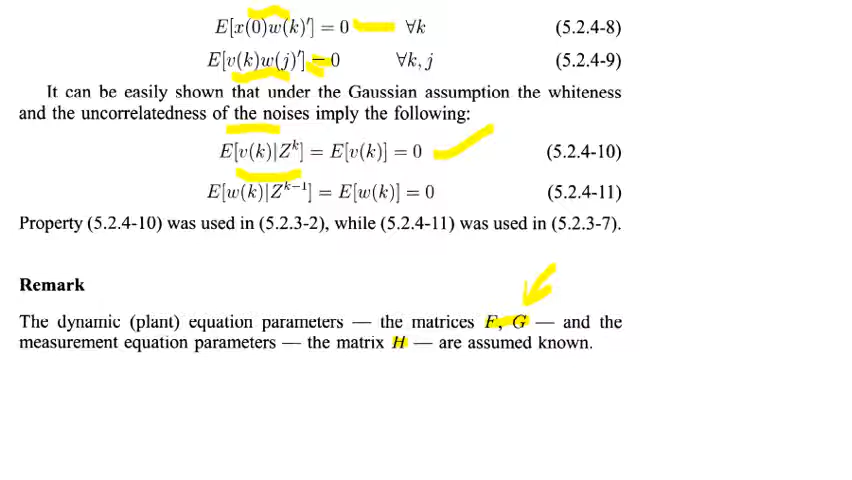 E[x(0)w(k)'] = 0 ∀k (5.2.4-8)
E[v(k)w(j)'] = 0 ∀k, j (5.2.4-9)
It can be easily shown that under the Gaussian assumption the whiteness
and the uncorrelatedness of the noises imply the following:
E[v(k)|Z^k] = E[v(k)] = 0 (5.2.4-10)
E[w(k)|Z^{k-1}] = E[w(k)] = 0 (5.2.4-11)
Property (5.2.4-10) was used in (5.2.3-2), while (5.2.4-11) was used in (5.2.3-7).
Remark
The dynamic (plant) equation parameters — the matrices F, G — and the
measurement equation parameters — the matrix H — are assumed known.